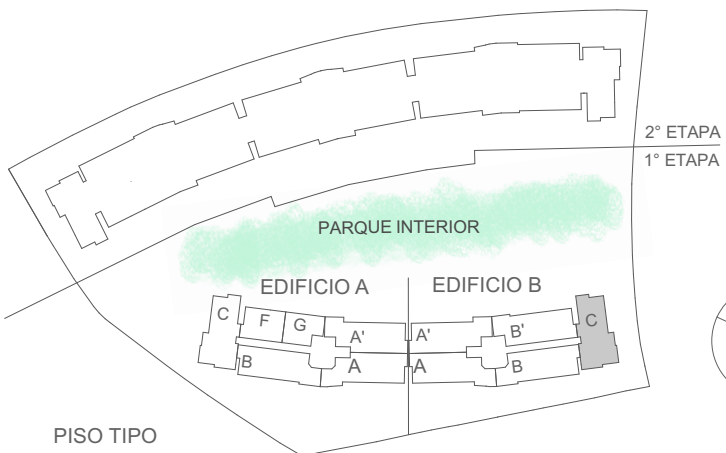 2° ETAPA
1° ETAPA
PARQUE INTERIOR
EDIFICIO A
EDIFICIO B
C
F
G
A'
A'
B'
C
B
A
A
B
PISO TIPO